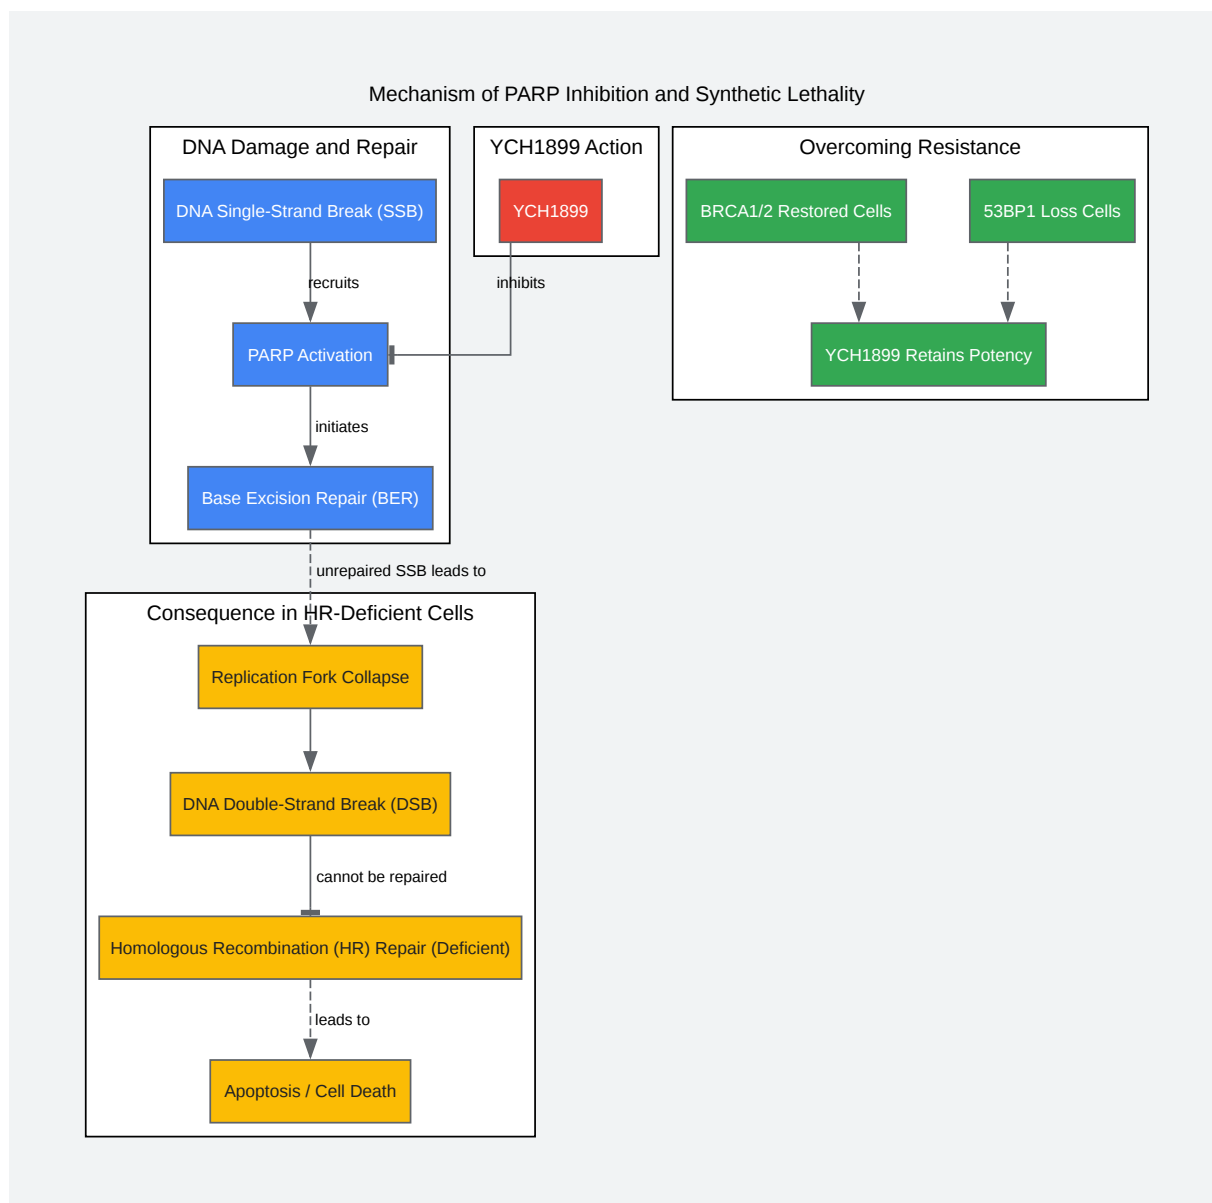 Mechanism of PARP Inhibition and Synthetic Lethality
DNA Damage and Repair
DNA Single-Strand Break (SSB)
recruits
PARP Activation
initiates
Base Excision Repair (BER)
YCH1899 Action
YCH1899
inhibits
Overcoming Resistance
BRCA1/2 Restored Cells
53BP1 Loss Cells
YCH1899 Retains Potency
unrepaired SSB leads to
Consequence in HR-Deficient Cells
Replication Fork Collapse
DNA Double-Strand Break (DSB)
cannot be repaired
Homologous Recombination (HR) Repair (Deficient)
leads to
Apoptosis / Cell Death